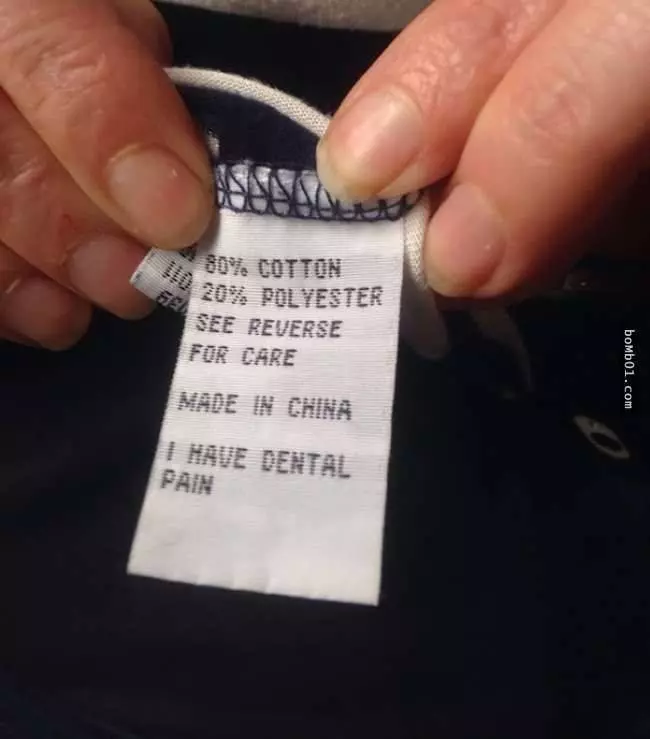 80% COTTON
20% POLYESTER
SEE REVERSE
FOR CARE
MADE IN CHINA
I HAVE DENTAL
PAIN
boMb01.com